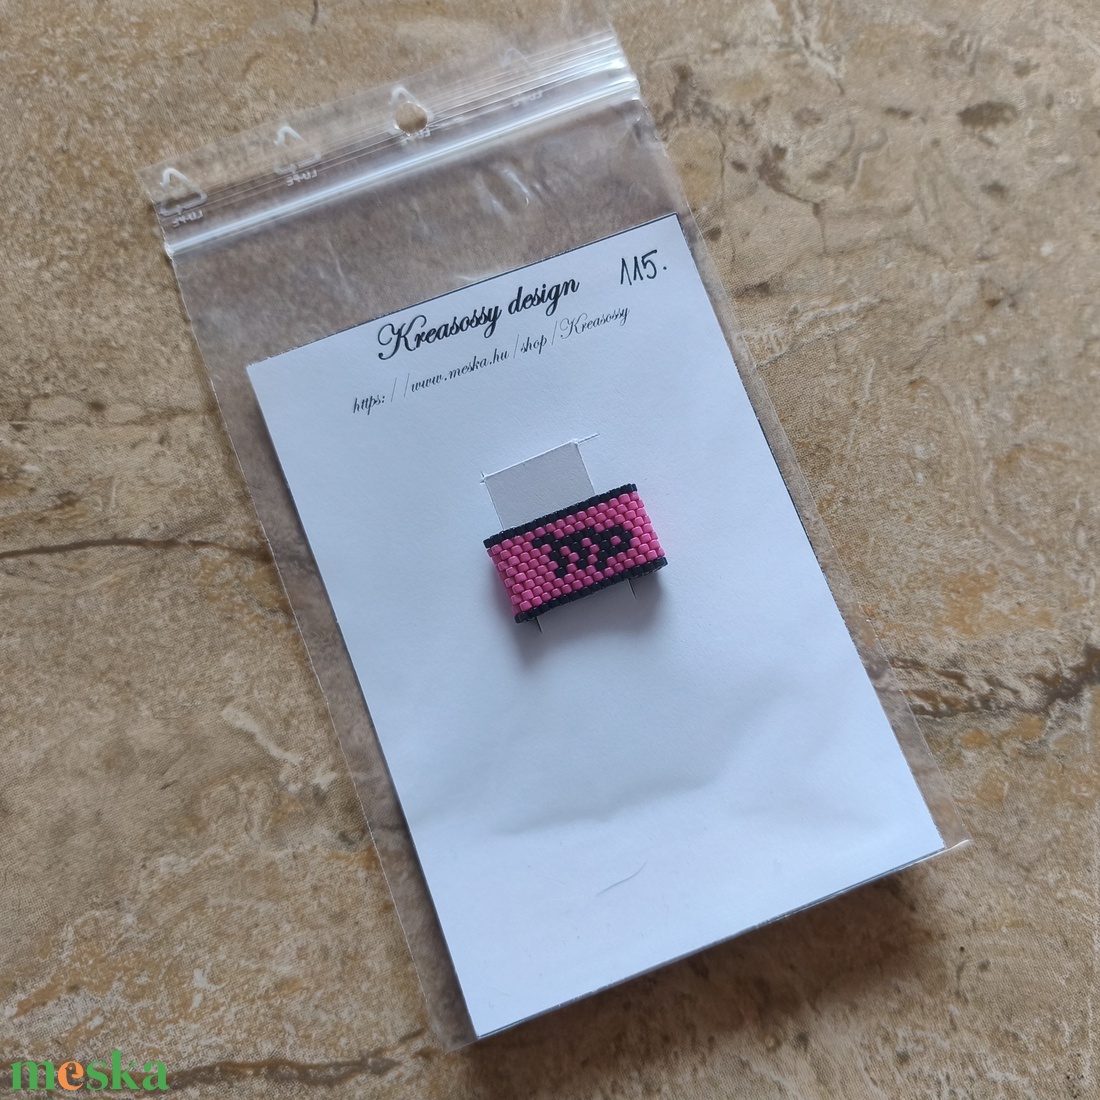 Kreasossy design
115.
https://www.meska.hu/shop/Kreasossy
meska